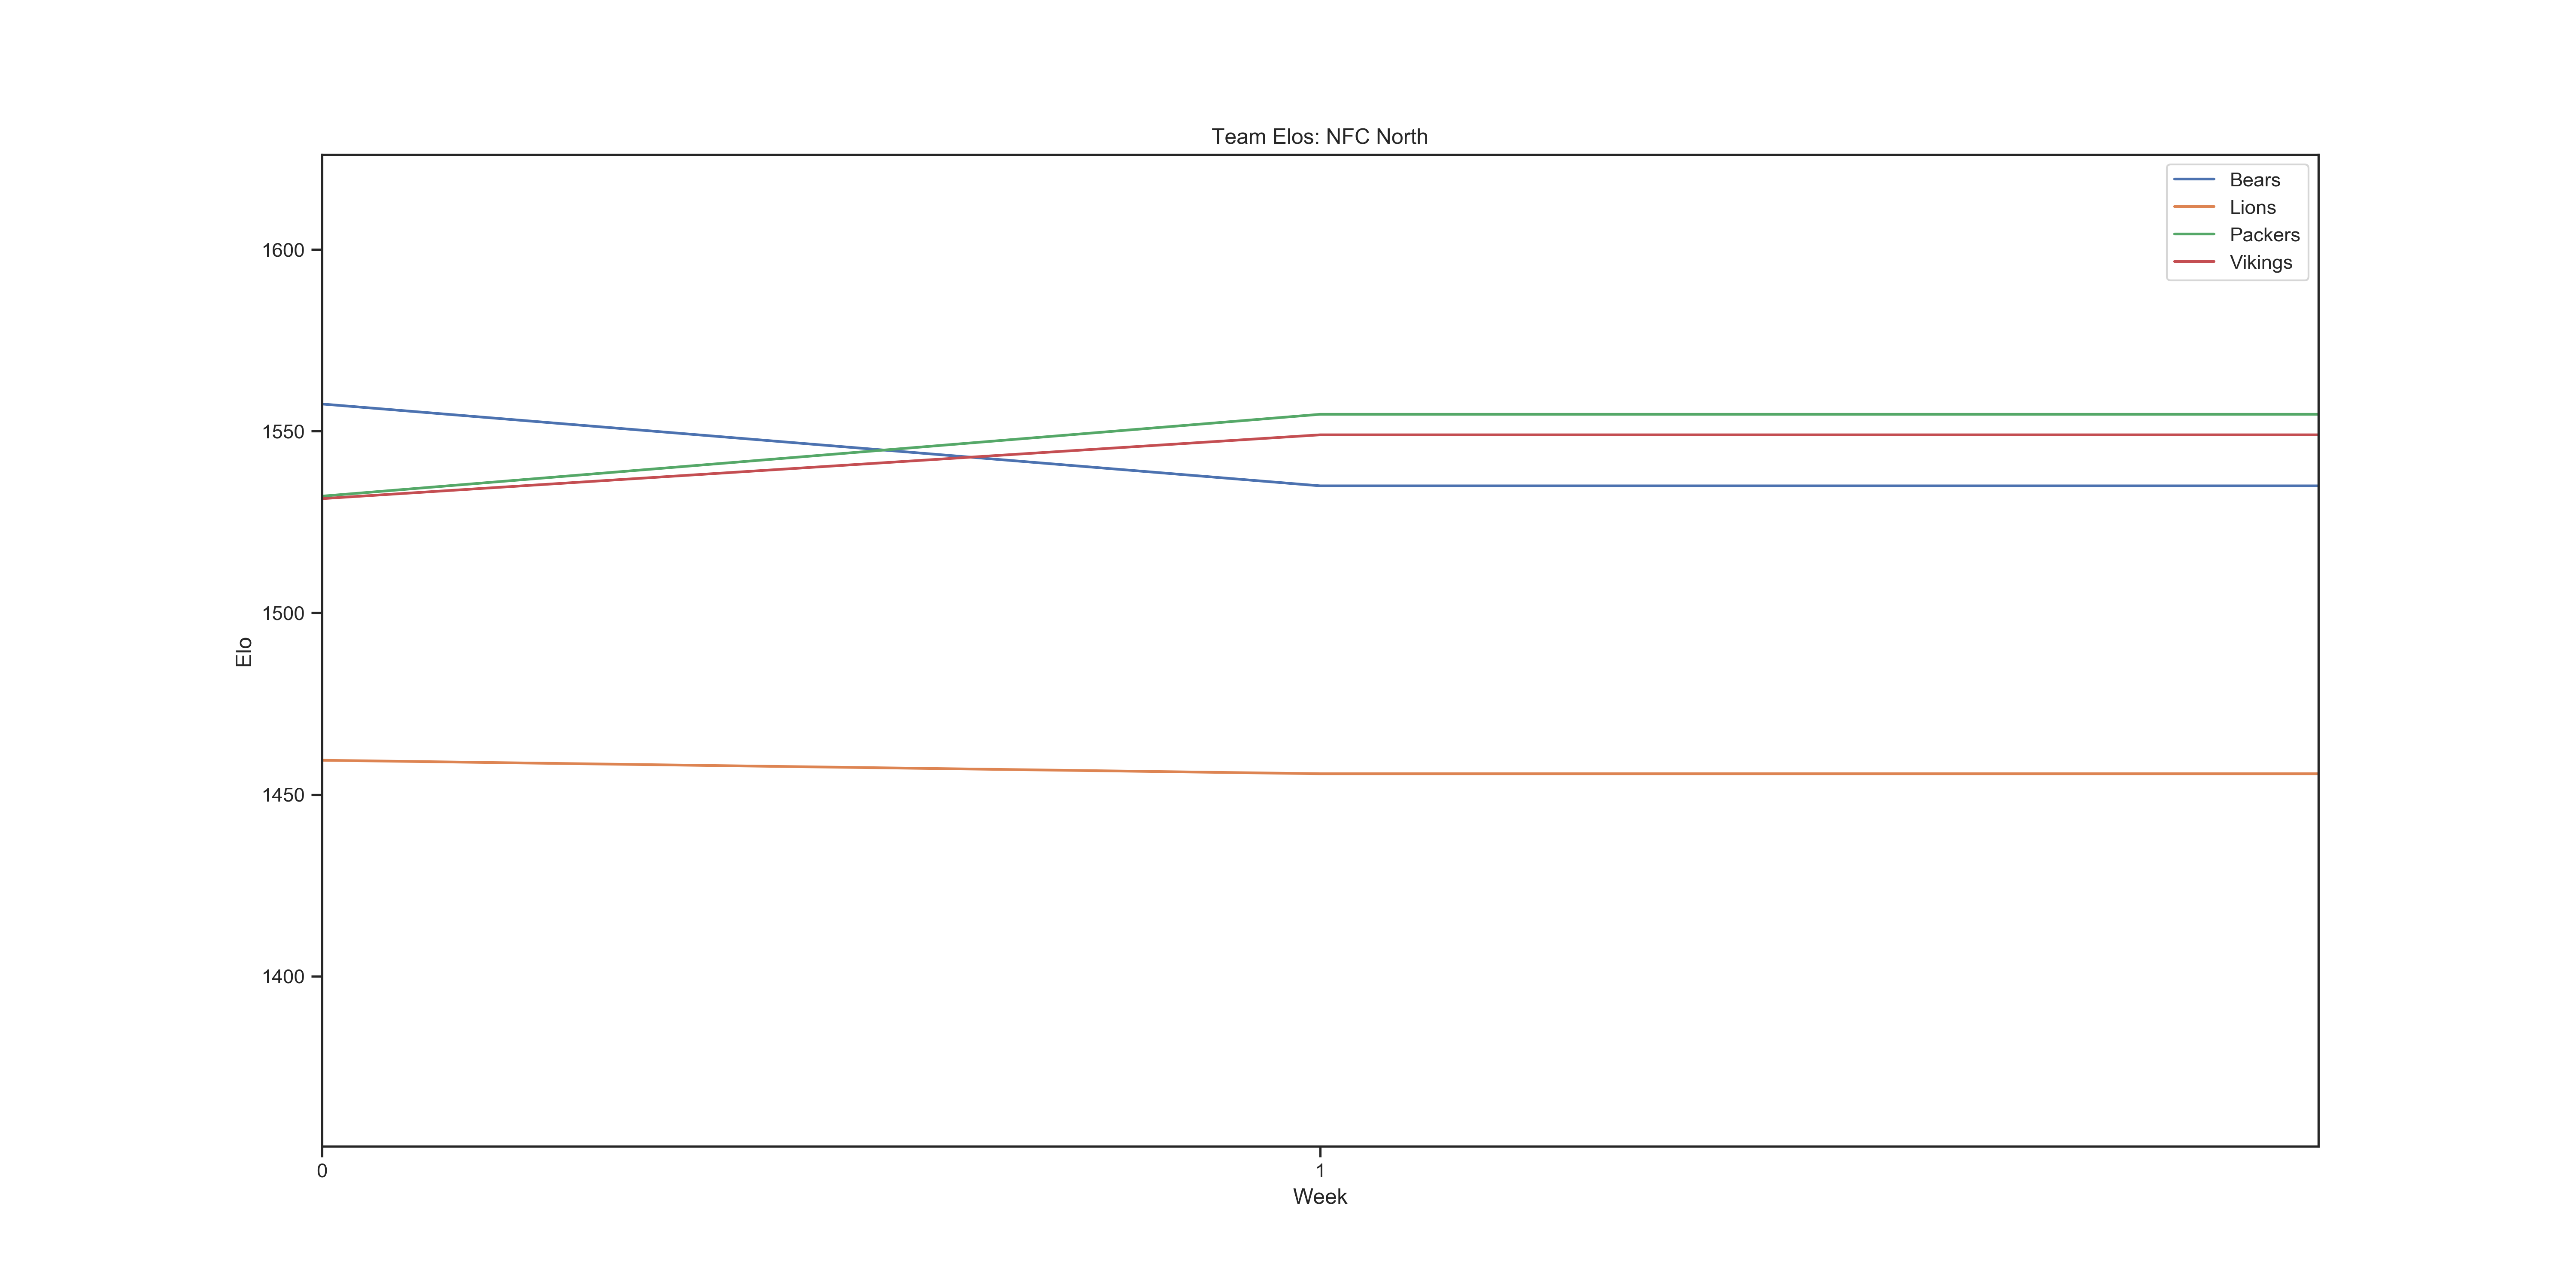 Team Elos: NFC North
Bears
Lions
Packers
Vikings
1600
1550
1500
1450
1400
Elo
0
1
Week